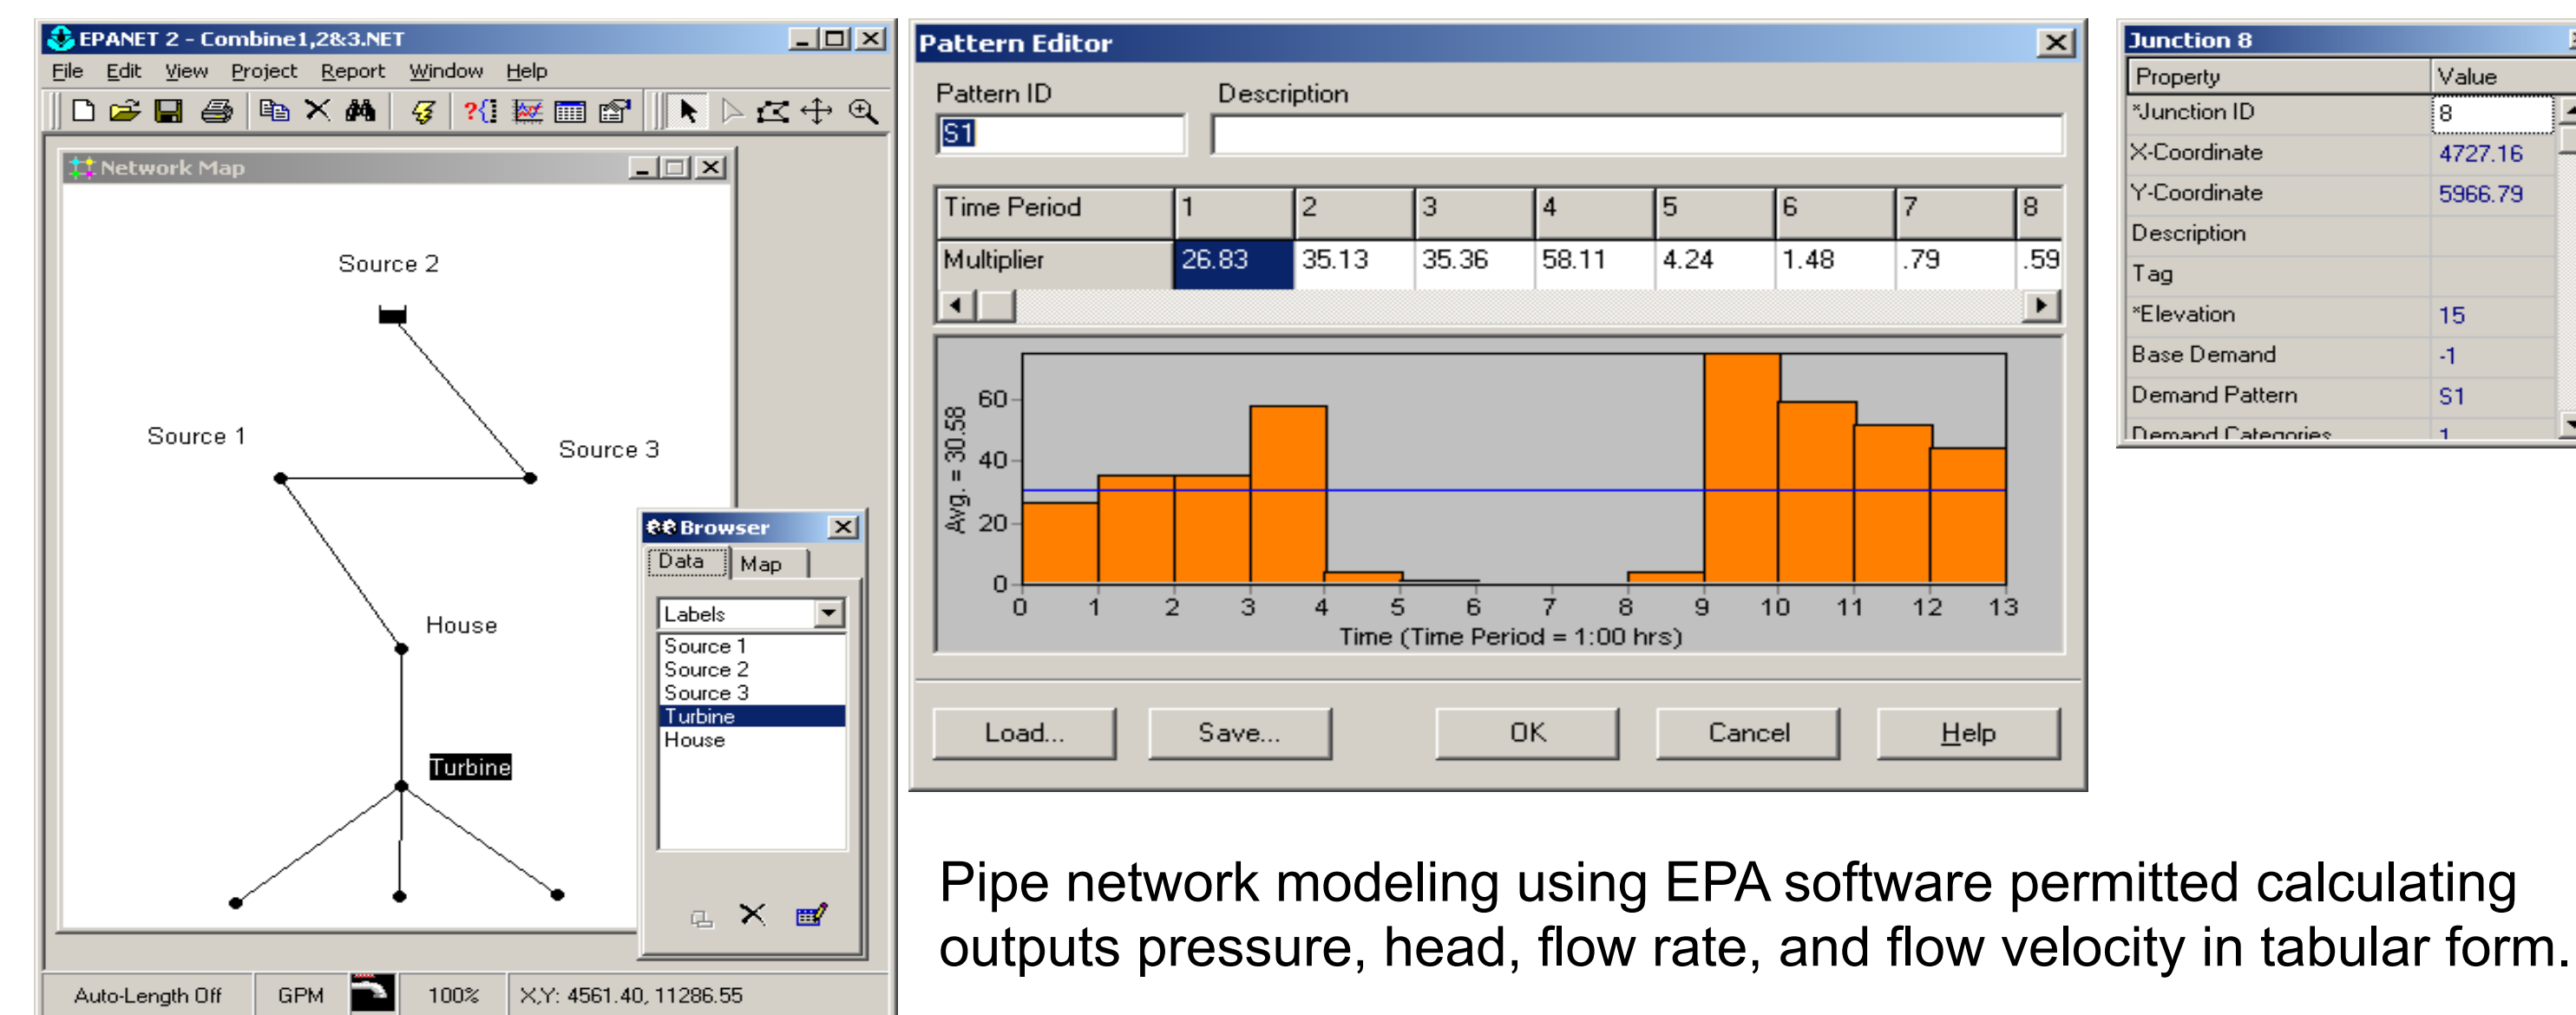 EPANET 2 - Combine1,2&3.NET
File Edit View Project Report Window Help
Network Map
Source 2
Source 1
Source 3
House
Turbine
Browser
Data Map
Labels
Source 1
Source 2
Source 3
Turbine
House
Auto-Length Off GPM 100% X,Y: 4561.40, 11286.55
Pattern Editor
Pattern ID Description
S1
Time Period 1 2 3 4 5 6 7 8
Multiplier 26.83 35.13 35.36 58.11 4.24 1.48 .79 .59
Avg. = 30.58
60
40
20
0
0 1 2 3 4 5 6 7 8 9 10 11 12 13
Time (Time Period = 1:00 hrs)
Load... Save... OK Cancel Help
Junction 8
Property Value
*Junction ID 8
X-Coordinate 4727.16
Y-Coordinate 5966.79
Description
Tag
*Elevation 15
Base Demand -1
Demand Pattern S1
Demand Categories 1
Pipe network modeling using EPA software permitted calculating
outputs pressure, head, flow rate, and flow velocity in tabular form.